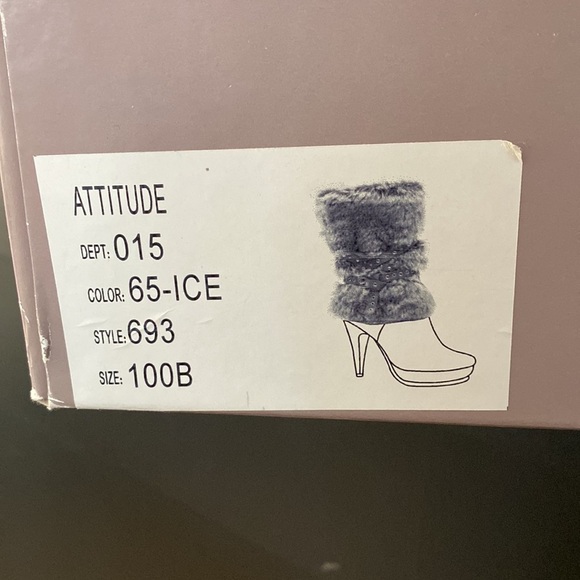 ATTITUDE
DEPT: 015
COLOR: 65-ICE
STYLE: 693
SIZE: 100B